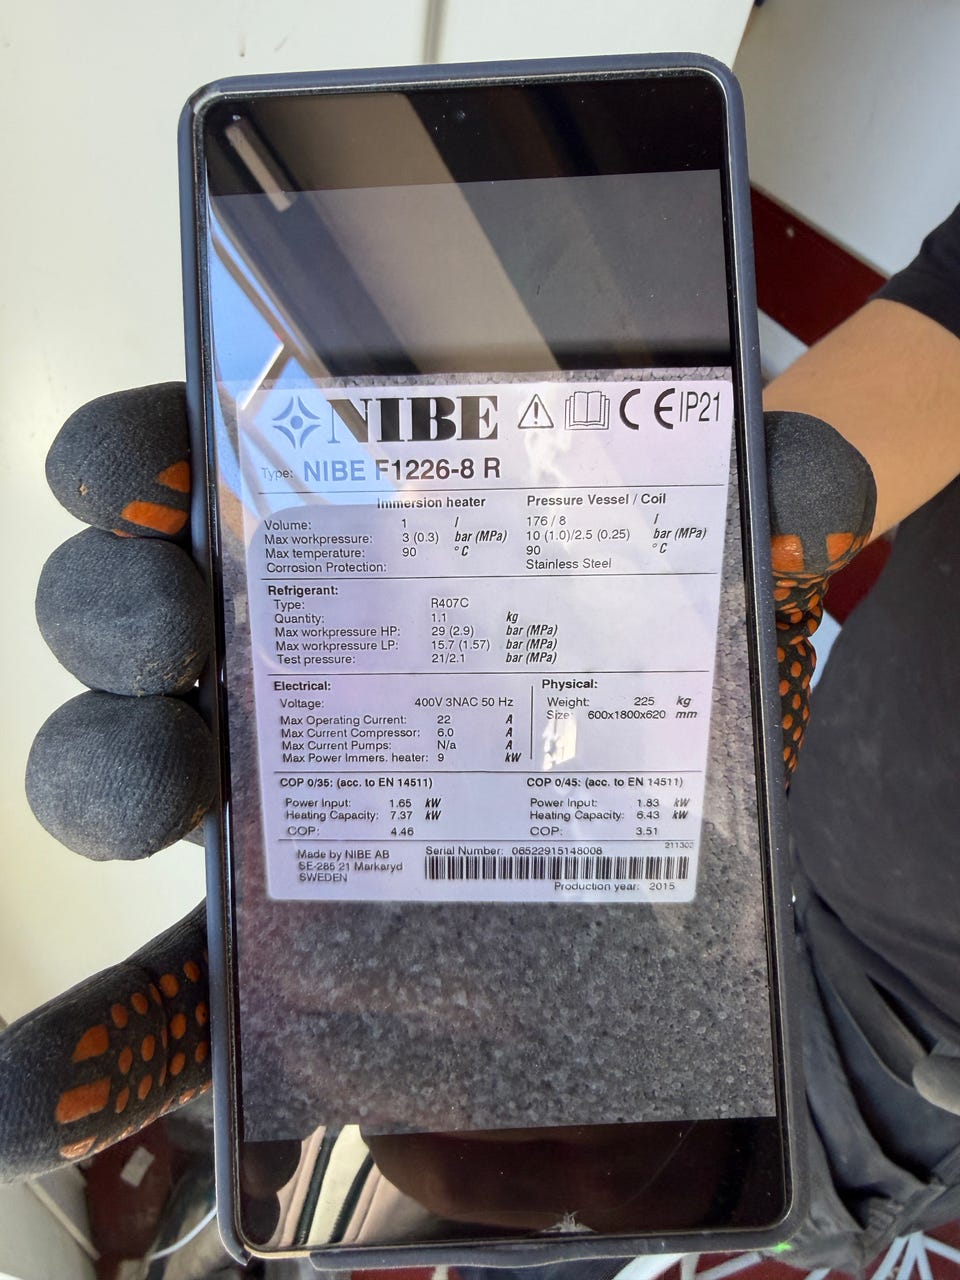 NIBE CE IP21
Type: NIBE F1226-8 R
Immersion heater Pressure Vessel / Coil
Volume: 1 l 176 / 8 l
Max workpressure: 3 (0.3) bar (MPa) 10 (1.0)/2.5 (0.25) bar (MPa)
Max temperature: 90 °C 90 °C
Corrosion Protection: Stainless Steel
Refrigerant:
Type: R407C
Quantity: 1.1 kg
Max workpressure HP: 29 (2.9) bar (MPa)
Max workpressure LP: 15.7 (1.57) bar (MPa)
Test pressure: 21/2.1 bar (MPa)
Electrical: Physical:
Voltage: 400V 3NAC 50 Hz Weight: 225 kg
Size: 600x1800x620 mm
Max Operating Current: 22 A
Max Current Compressor: 6.0 A
Max Current Pumps: N/a A
Max Power Immers. heater: 9 kW
COP 0/35: (acc. to EN 14511) COP 0/45: (acc. to EN 14511)
Power Input: 1.65 kW Power Input: 1.83 kW
Heating Capacity: 7.37 kW Heating Capacity: 6.43 kW
COP: 4.46 COP: 3.51
Made by NIBE AB
SE-285 21 Markaryd
SWEDEN
Serial Number: 06522915148008
Production year: 2015